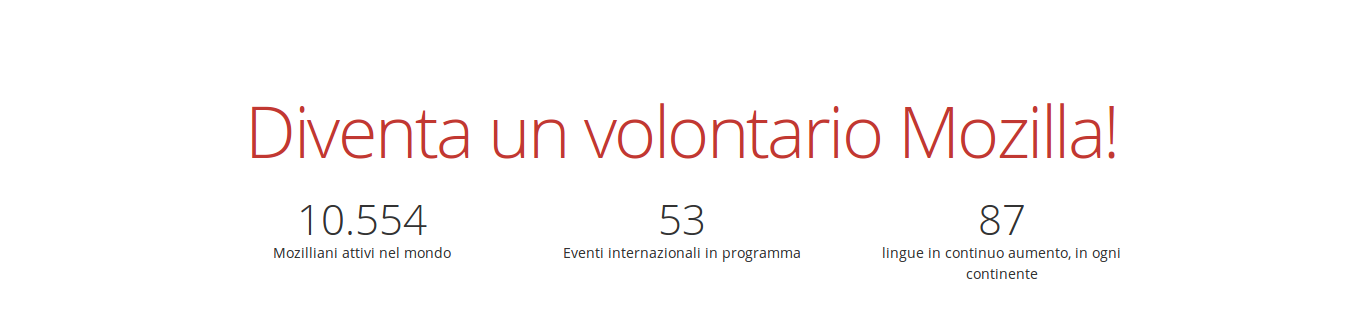 Diventa un volontario Mozilla!
10.554
Mozilliani attivi nel mondo
53
Eventi internazionali in programma
87
lingue in continuo aumento, in ogni
continente